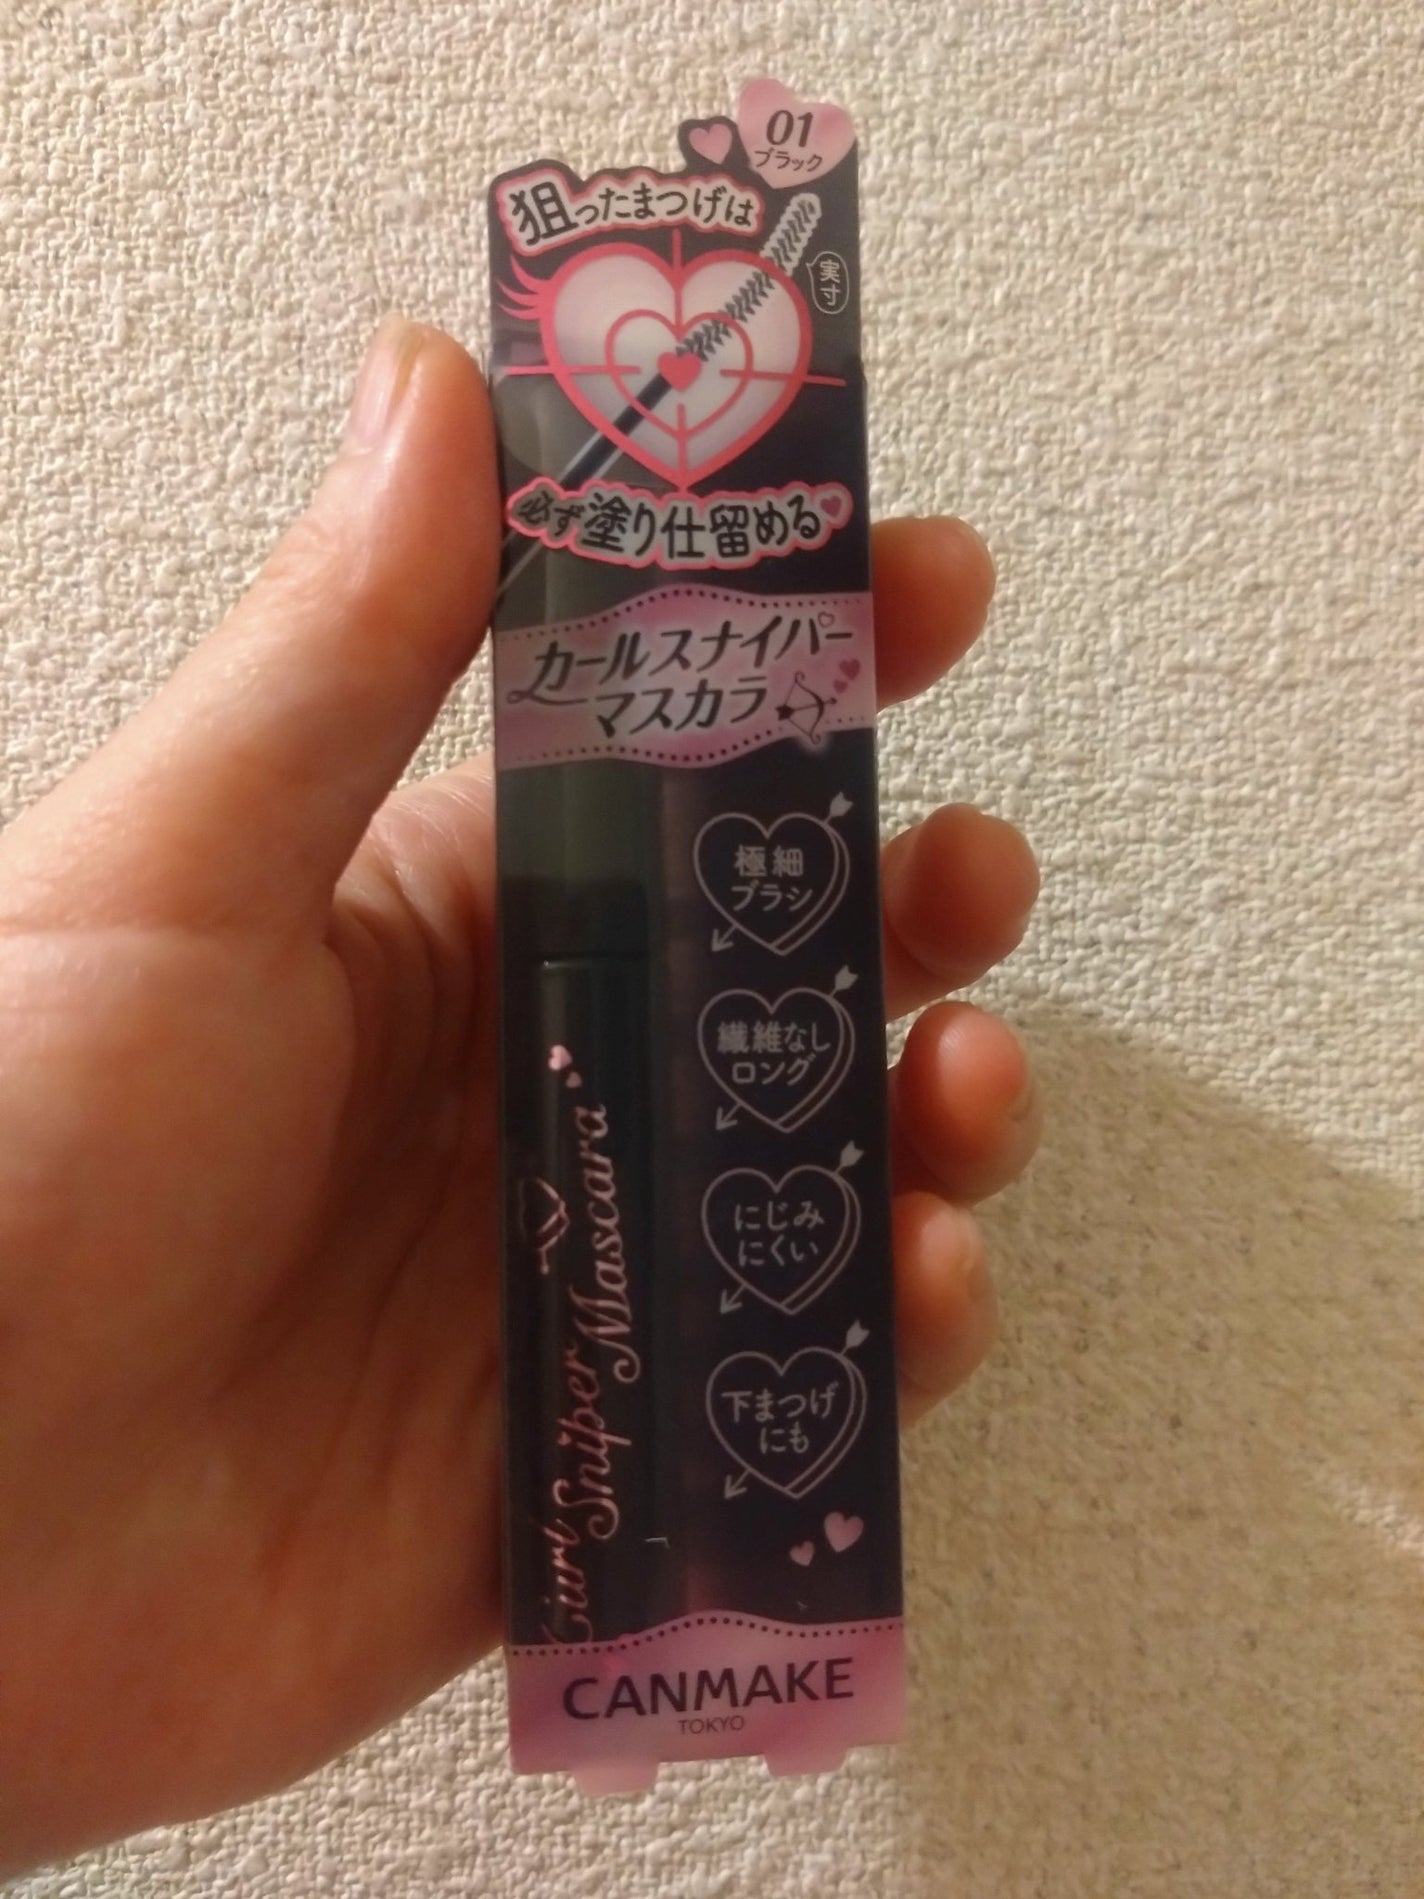 01
ブラック
狙ったまつげは
実寸
必ず塗り仕留める
カールスナイパー
マスカラ
極細
ブラシ
繊維なし
ロング
にじみ
にくい
下まつげ
にも
Curl
Sniper
Mascara
CANMAKE
TOKYO